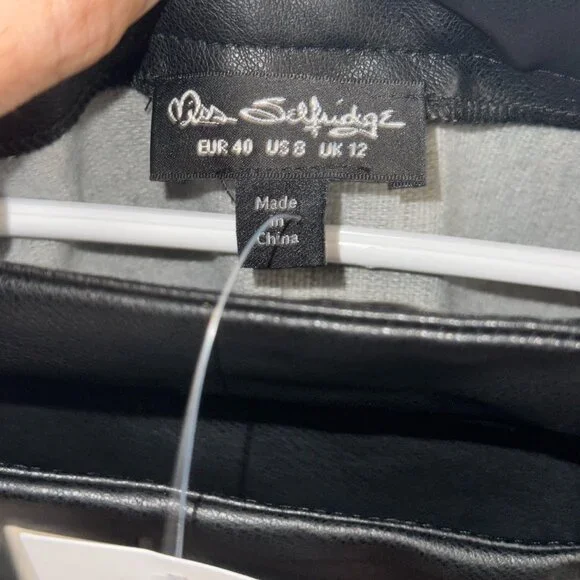 Miss Selfridge
EUR 40 US 8 UK 12
Made
in
China